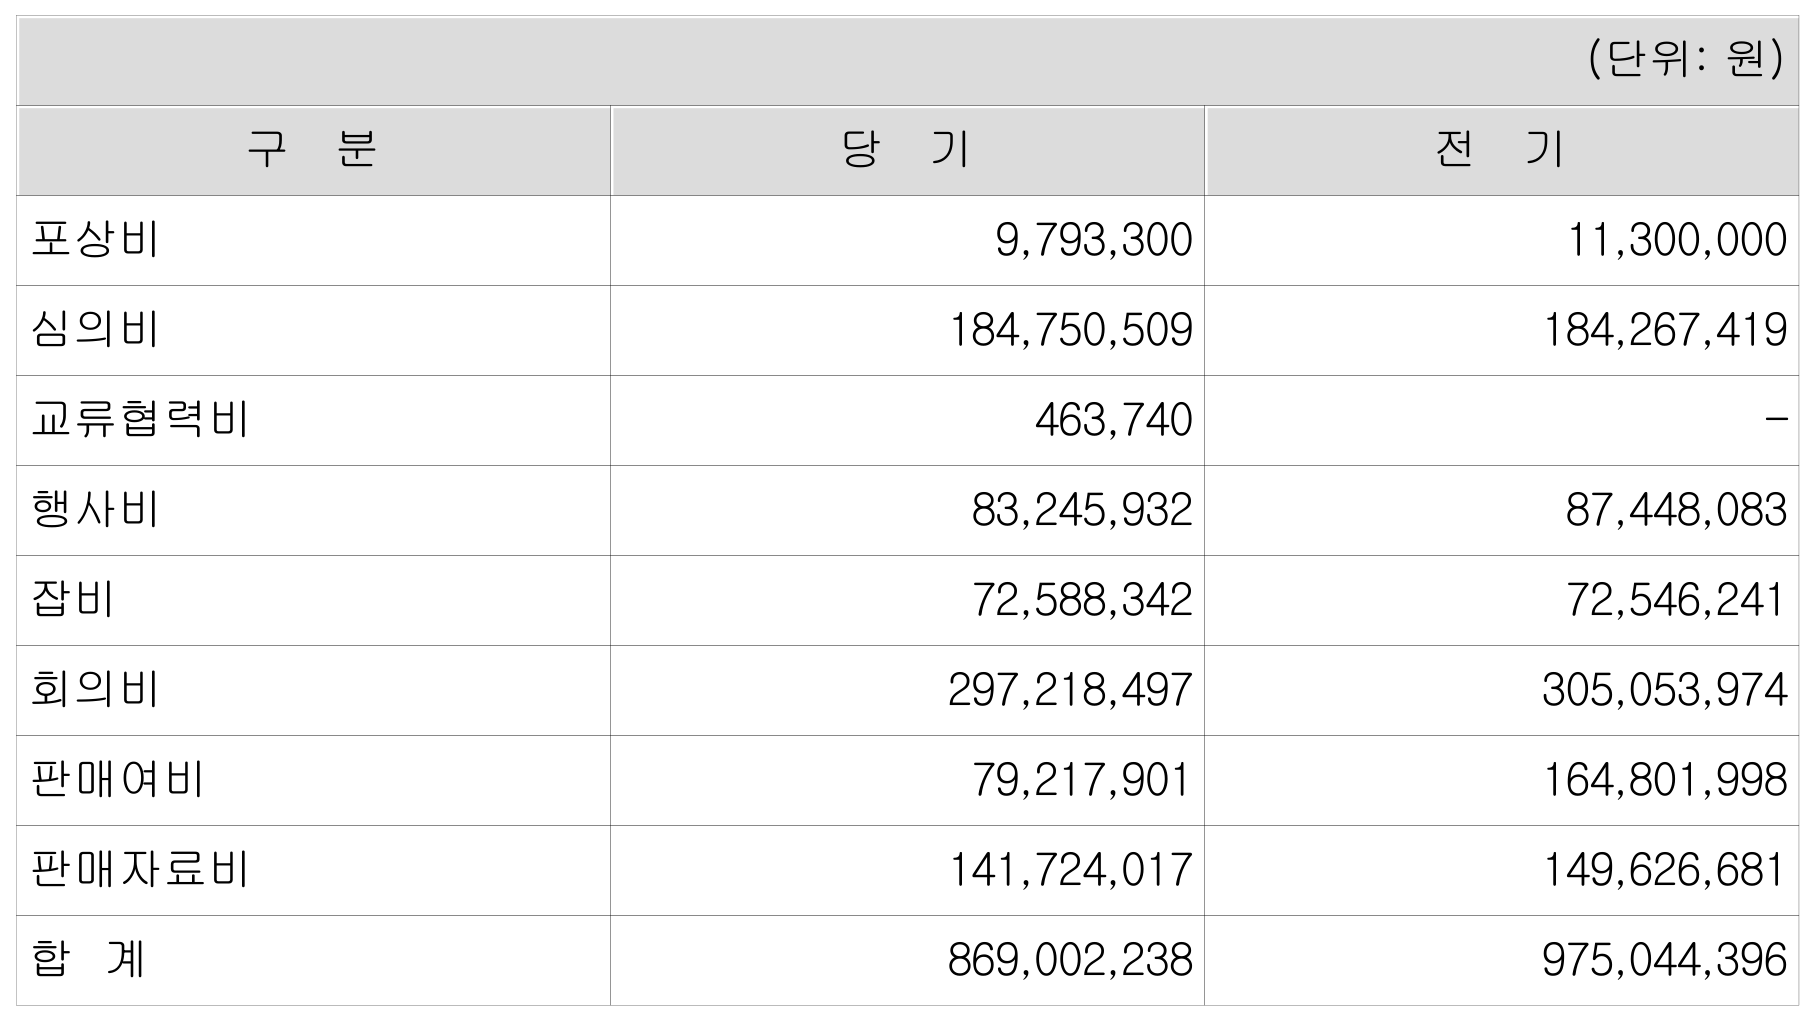 (단위: 원)
구 분 당 기 전 기
포상비 9,793,300 11,300,000
심의비 184,750,509 184,267,419
교류협력비 463,740 –
행사비 83,245,932 87,448,083
잡비 72,588,342 72,546,241
회의비 297,218,497 305,053,974
판매여비 79,217,901 164,801,998
판매자료비 141,724,017 149,626,681
합 계 869,002,238 975,044,396